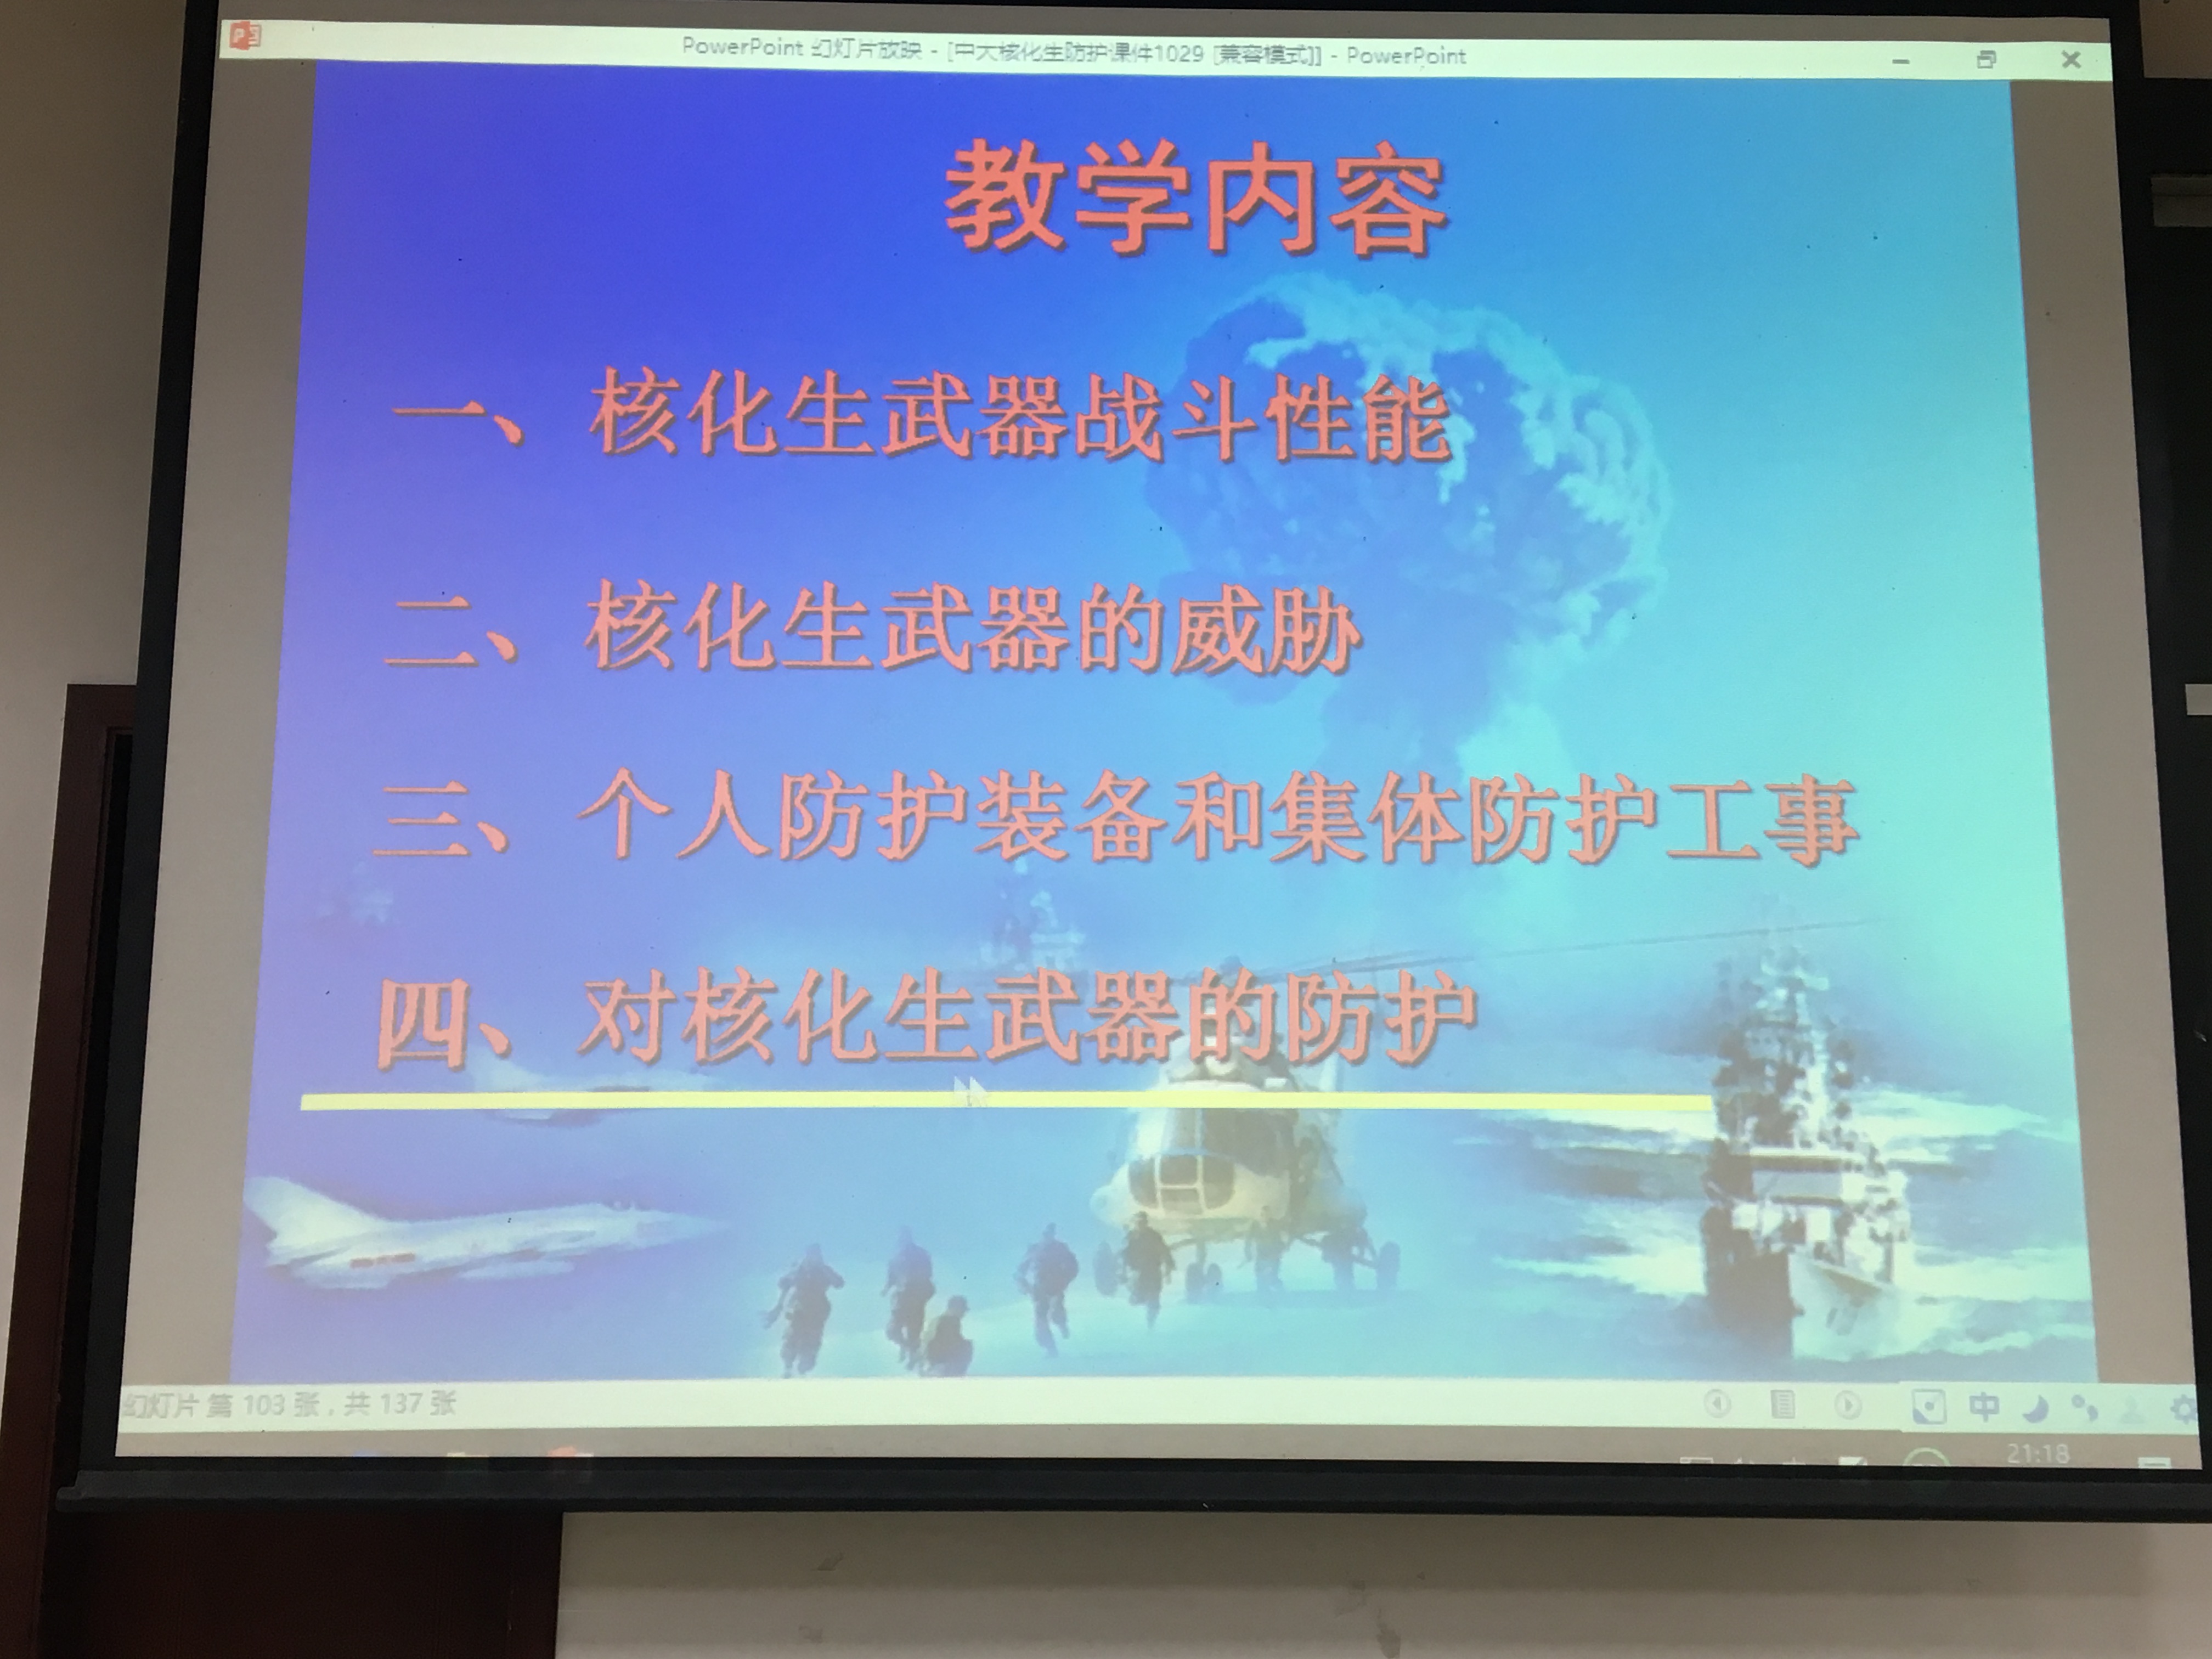 PowerPoint 幻灯片放映 - [中大核化生防护课件1029 [兼容模式]] - PowerPoint
教学内容
一、核化生武器战斗性能
二、核化生武器的威胁
三、个人防护装备和集体防护工事
四、对核化生武器的防护
幻灯片 第 103 张，共 137 张
中
21:18